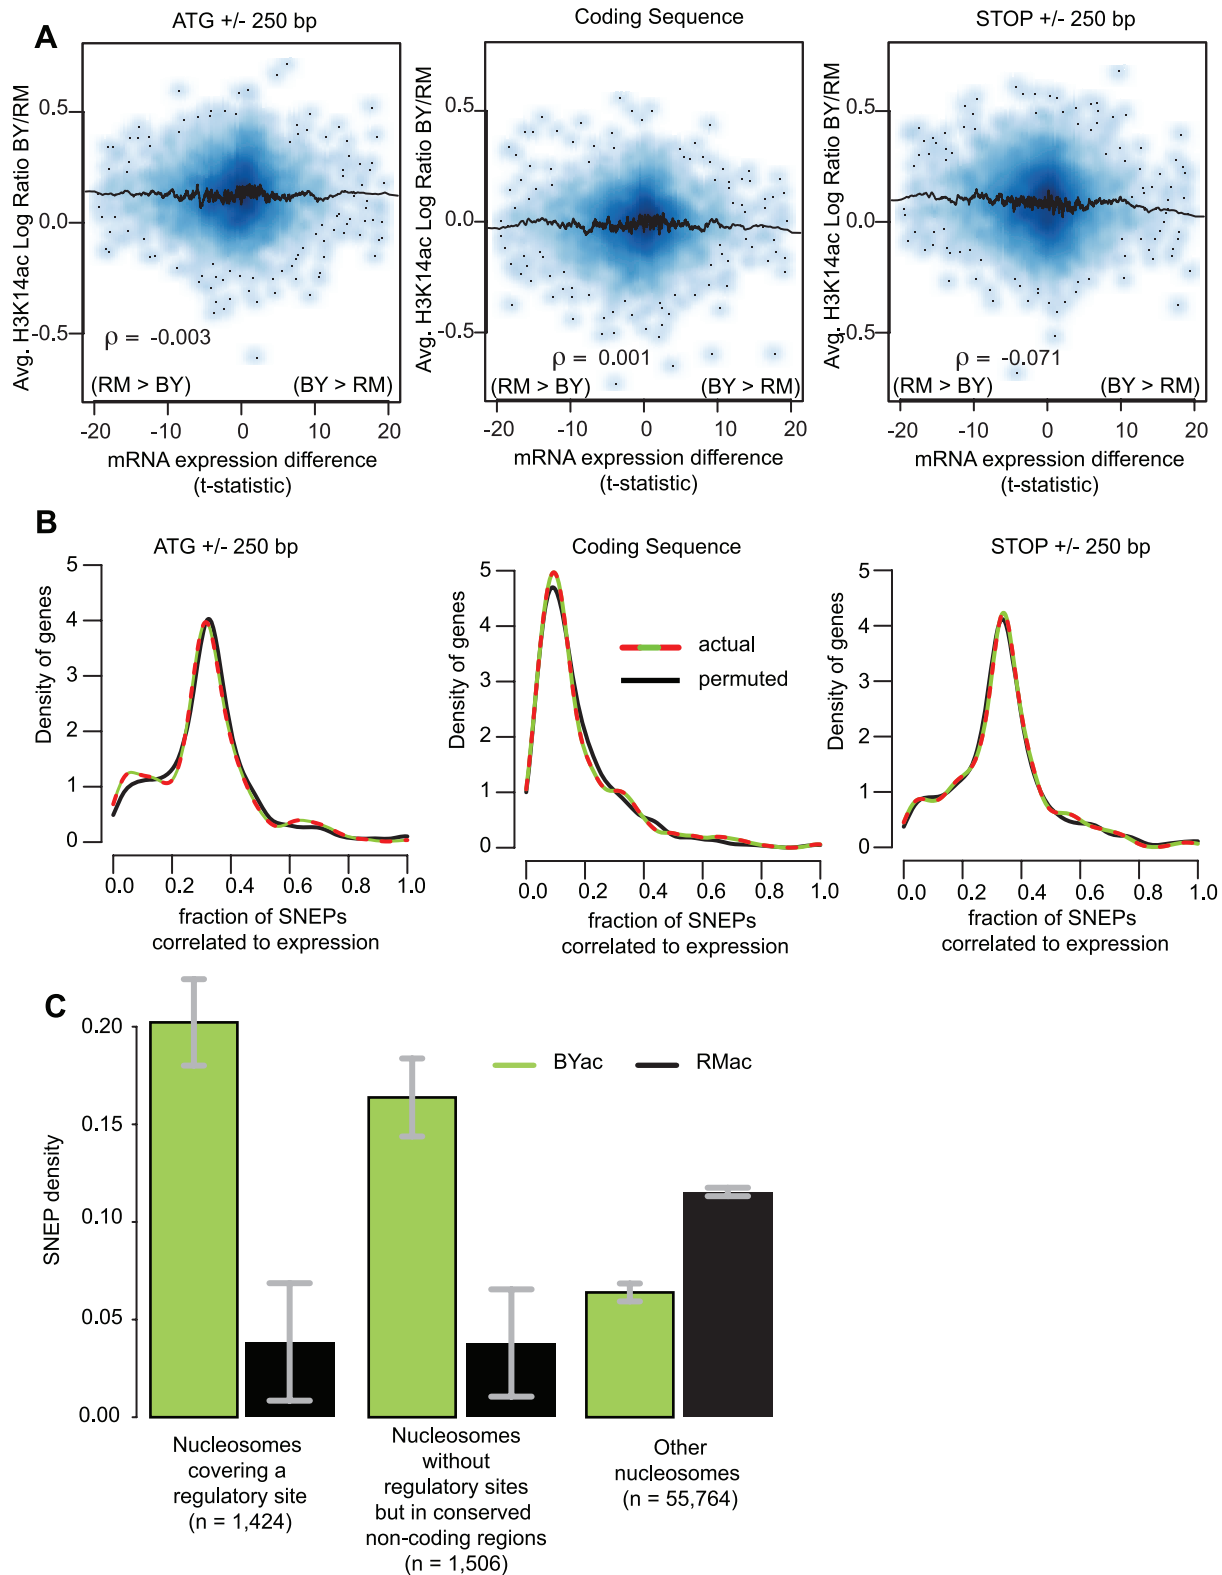 A
ATG +/- 250 bp
Coding Sequence
STOP +/- 250 bp
Avg. H3K14ac Log Ratio BY/RM
0.5
0.0
-0.5
ρ = -0.003
(RM > BY)
(BY > RM)
-20
-10
0
10
20
mRNA expression difference
(t-statistic)
Avg. H3K14ac Log Ratio BY/RM
0.5
0.0
-0.5
ρ = 0.001
(RM > BY)
(BY > RM)
-20
-10
0
10
20
mRNA expression difference
(t-statistic)
Avg. H3K14ac Log Ratio BY/RM
0.5
0.0
-0.5
ρ = -0.071
(RM > BY)
(BY > RM)
-20
-10
0
10
20
mRNA expression difference
(t-statistic)
B
ATG +/- 250 bp
Coding Sequence
STOP +/- 250 bp
Density of genes
5
4
3
2
1
0
0.0
0.2
0.4
0.6
0.8
1.0
fraction of SNEPs
correlated to expression
Density of genes
5
4
3
2
1
0
actual
permuted
0.0
0.2
0.4
0.6
0.8
1.0
fraction of SNEPs
correlated to expression
Density of genes
5
4
3
2
1
0
0.0
0.2
0.4
0.6
0.8
1.0
fraction of SNEPs
correlated to expression
C
SNEP density
0.20
0.15
0.10
0.05
0.00
BYac
RMac
Nucleosomes
covering a
regulatory site
(n = 1,424)
Nucleosomes
without
regulatory sites
but in conserved
non-coding regions
(n = 1,506)
Other
nucleosomes
(n = 55,764)